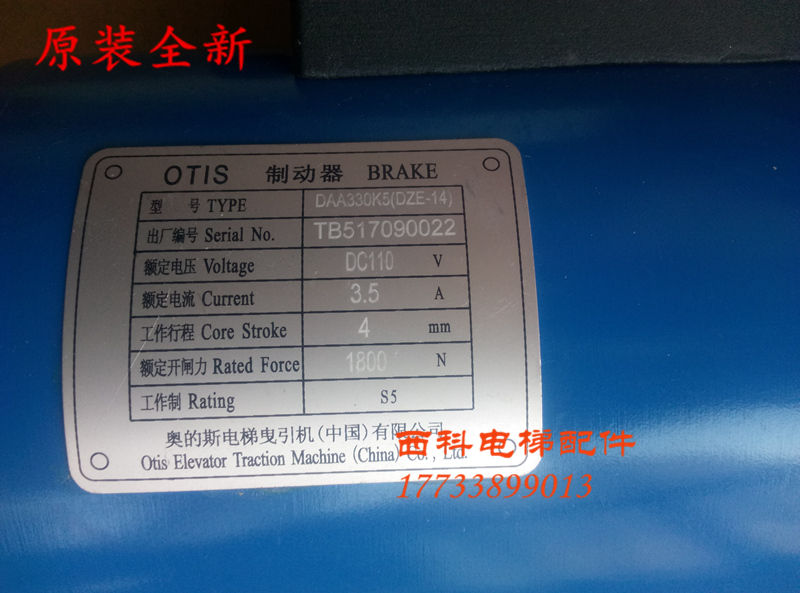 原装全新
OTIS 制动器 BRAKE
型 号 TYPE DAA330K5(DZE-14)
出厂编号 Serial No. TB517090022
额定电压 Voltage DC110 V
额定电流 Current 3.5 A
工作行程 Core Stroke 4 mm
额定开闸力 Rated Force 1800 N
工作制 Rating S5
奥的斯电梯曳引机(中国)有限公司
Otis Elevator Traction Machine (China) Co., Ltd.
西科电梯配件
17733899013